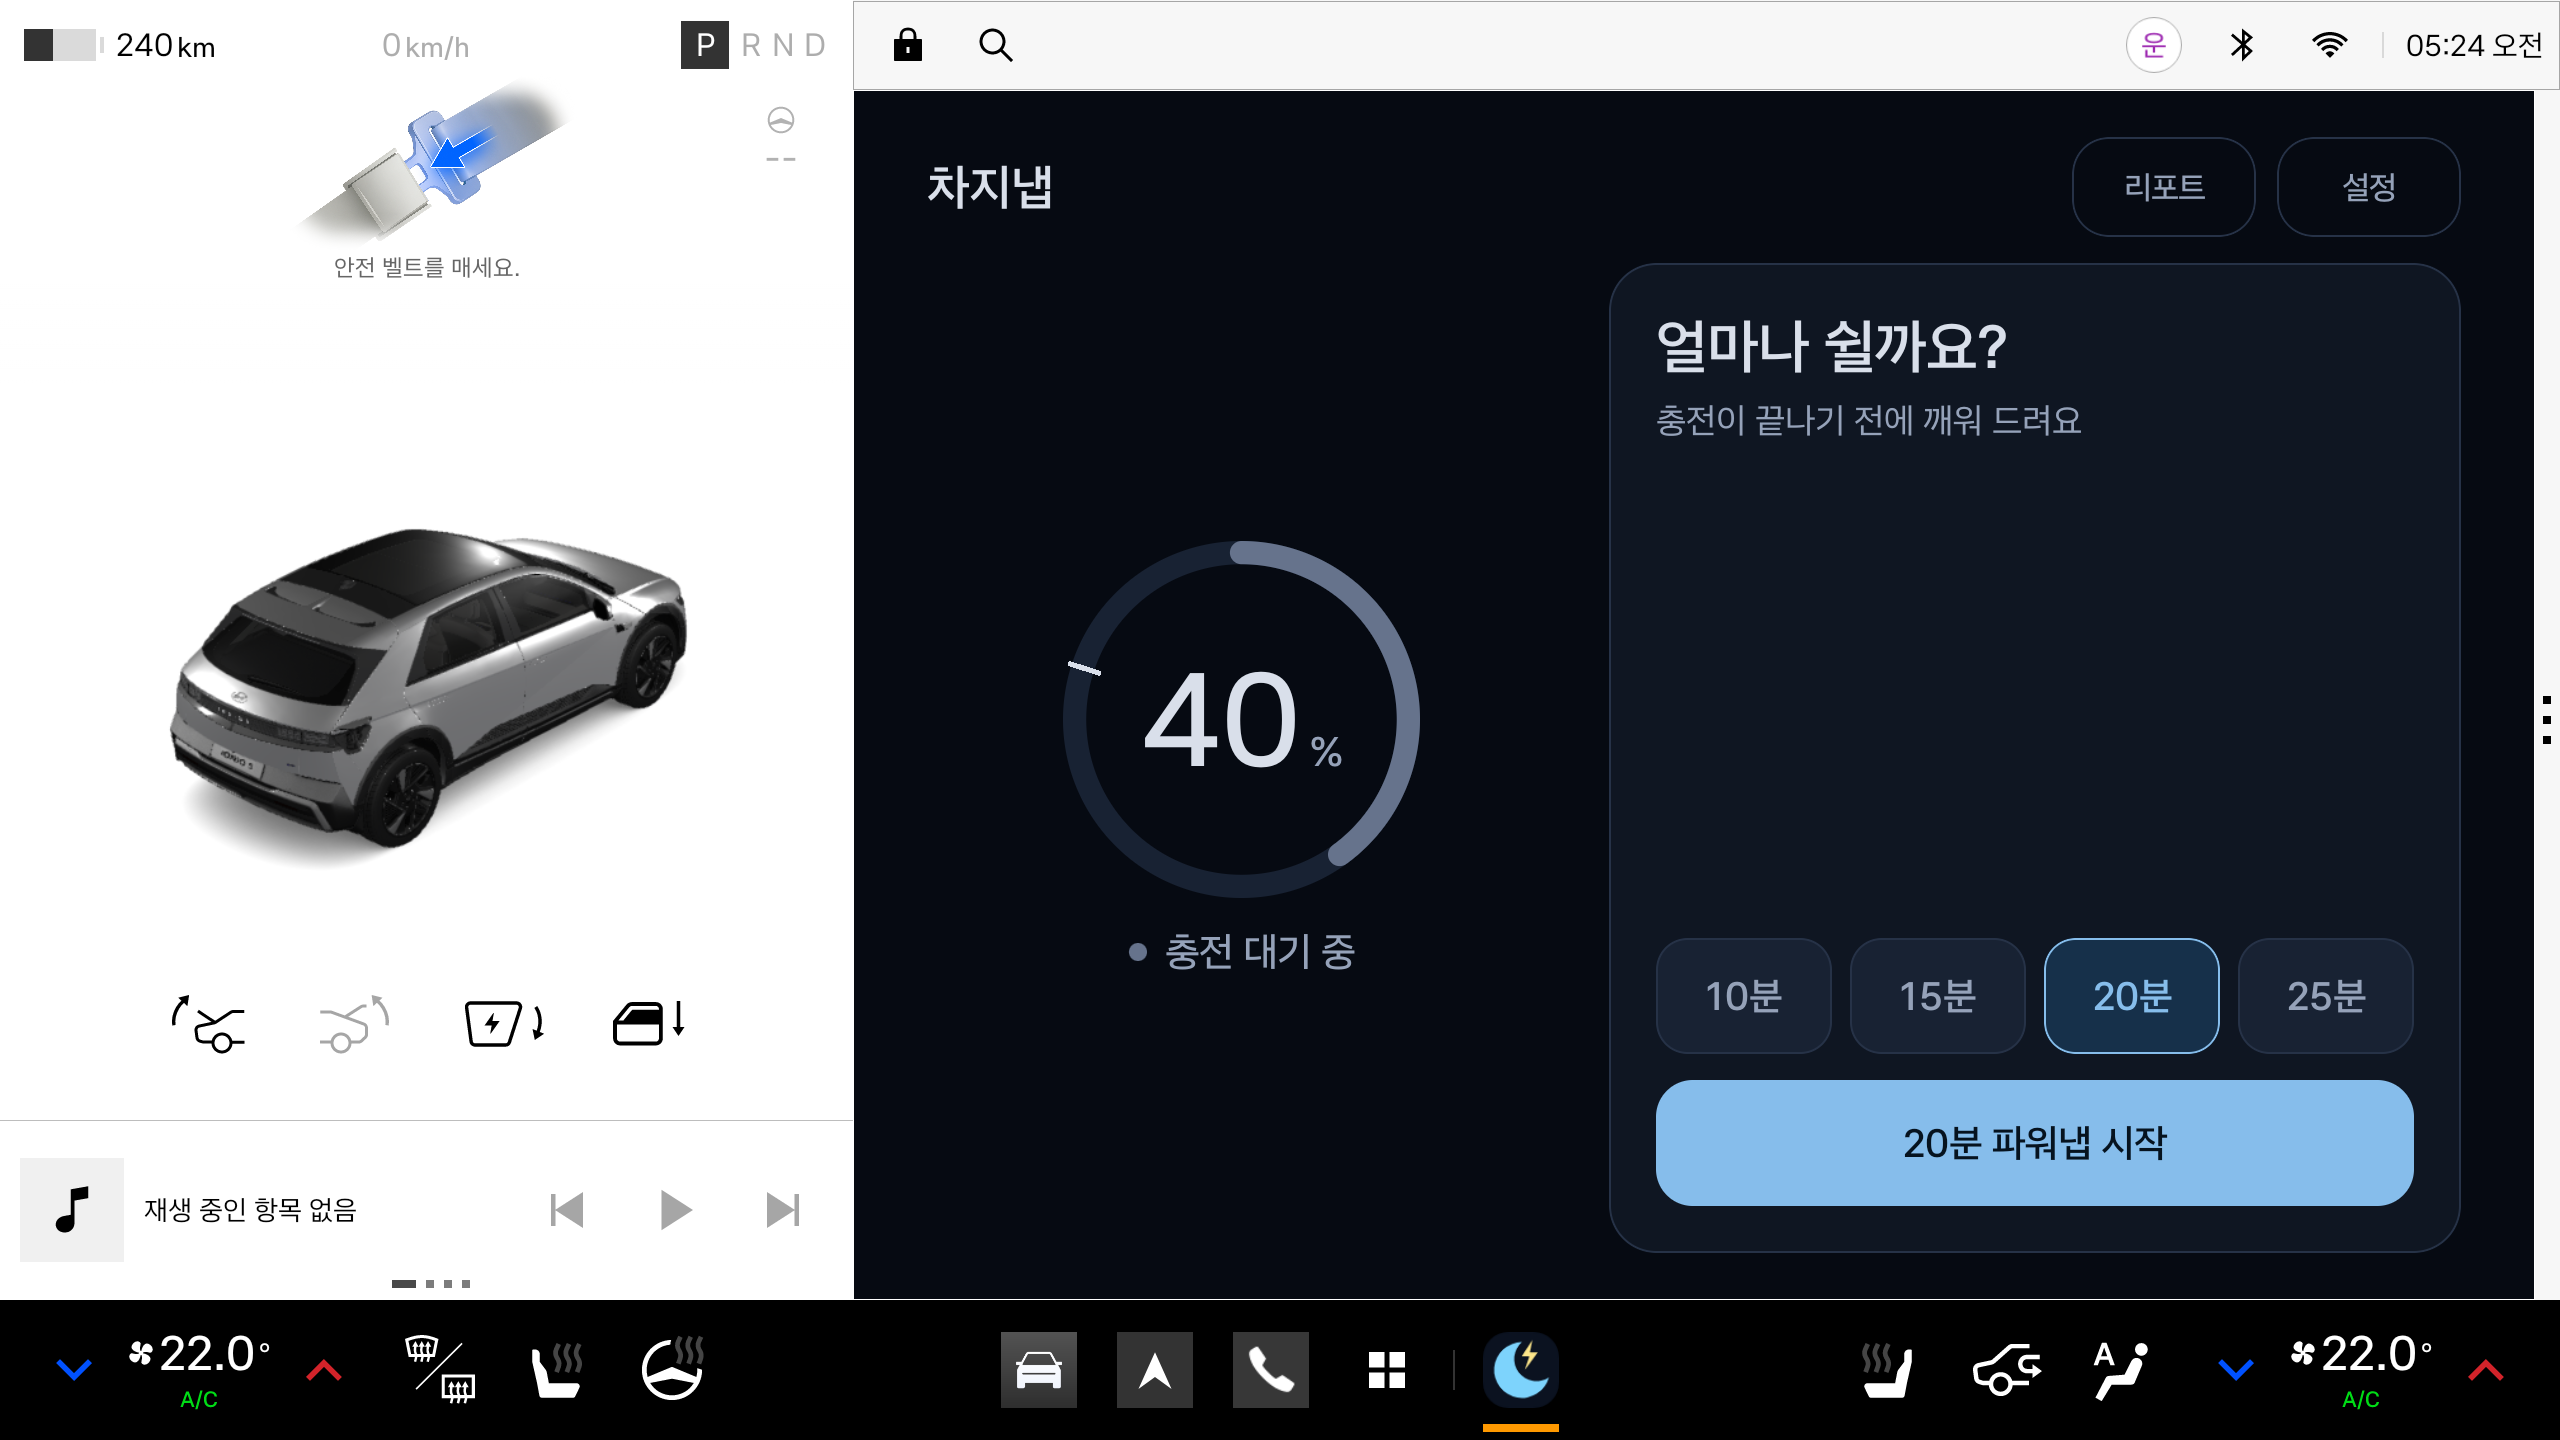 240 km
0 km/h
P R N D
운
05:24 오전
안전 벨트를 매세요.
차지냅
리포트
설정
얼마나 쉴까요?
충전이 끝나기 전에 깨워 드려요
40 %
충전 대기 중
10분
15분
20분
25분
20분 파워냅 시작
재생 중인 항목 없음
22.0°
A/C
A
22.0°
A/C